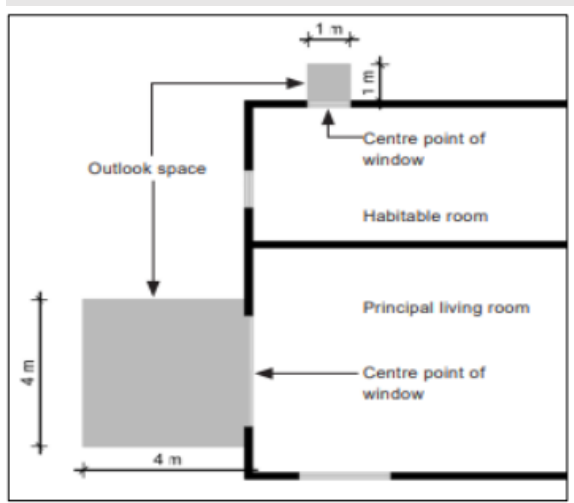 1 m
1 m
Centre point of
window
Outlook space
Habitable room
Principal living room
Centre point of
window
4 m
4 m